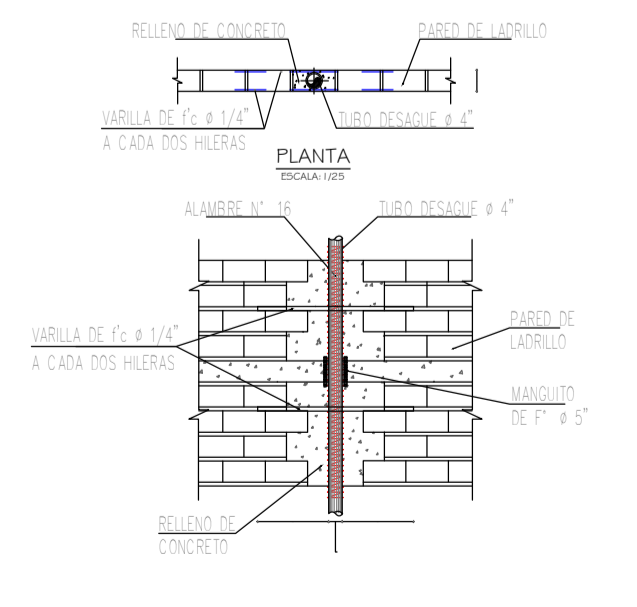 RELLENO DE CONCRETO
PARED DE LADRILLO
VARILLA DE f'c ø 1/4"
A CADA DOS HILERAS
TUBO DESAGUE ø 4"
PLANTA
ESCALA: 1/25
ALAMBRE N° 16
TUBO DESAGUE ø 4"
VARILLA DE f'c ø 1/4"
A CADA DOS HILERAS
PARED DE
LADRILLO
MANGUITO
DE F° ø 5"
RELLENO DE
CONCRETO